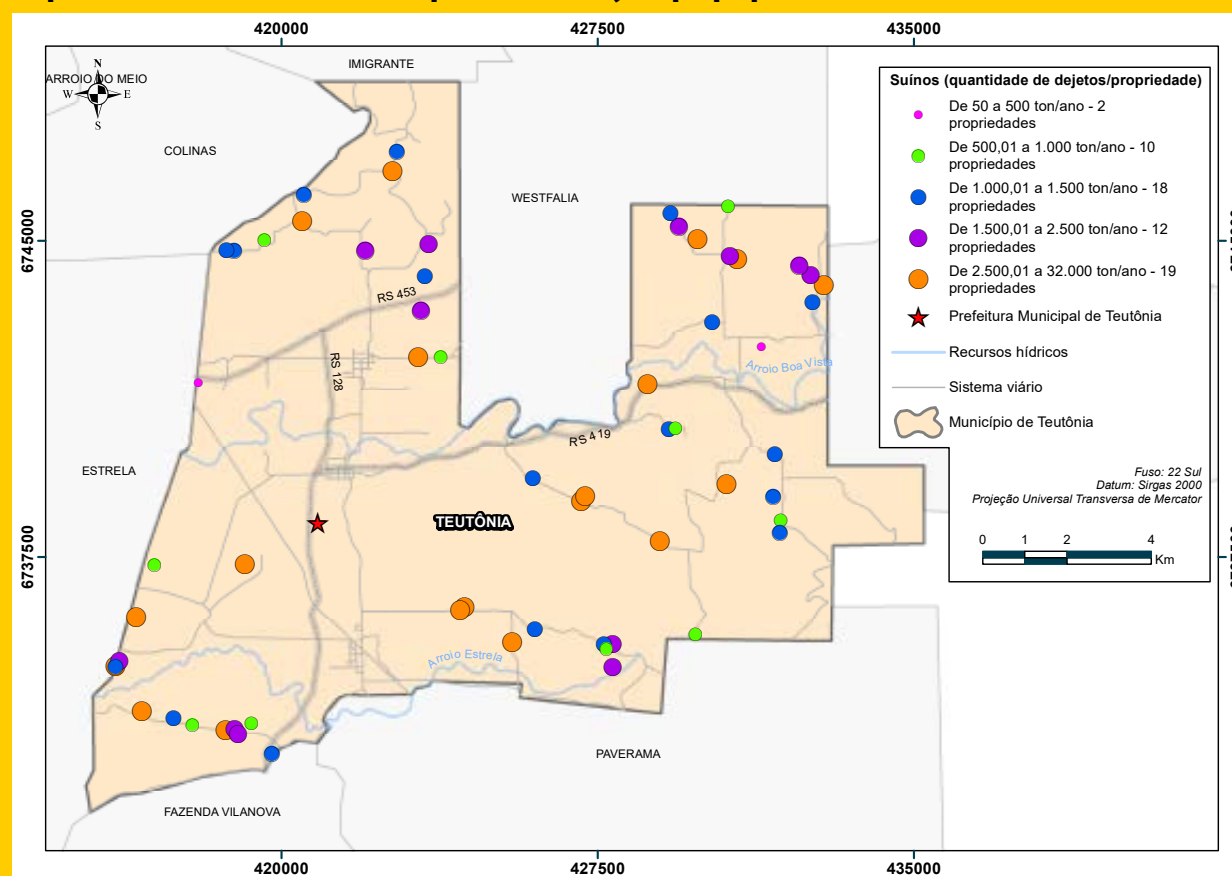 420000
427500
435000
IMIGRANTE
ARROIO DO MEIO
N
W
E
S
COLINAS
WESTFALIA
6745000
RS 453
RS 128
Arroio Boa Vista
RS 419
ESTRELA
TEUTÔNIA
6737500
Arroio Estrela
PAVERAMA
FAZENDA VILANOVA
Suínos (quantidade de dejetos/propriedade)
De 50 a 500 ton/ano - 2
propriedades
De 500,01 a 1.000 ton/ano - 10
propriedades
De 1.000,01 a 1.500 ton/ano - 18
propriedades
De 1.500,01 a 2.500 ton/ano - 12
propriedades
De 2.500,01 a 32.000 ton/ano - 19
propriedades
Prefeitura Municipal de Teutônia
Recursos hídricos
Sistema viário
Município de Teutônia
Fuso: 22 Sul
Datum: Sirgas 2000
Projeção Universal Transversa de Mercator
0 1 2 4
Km
420000
427500
435000